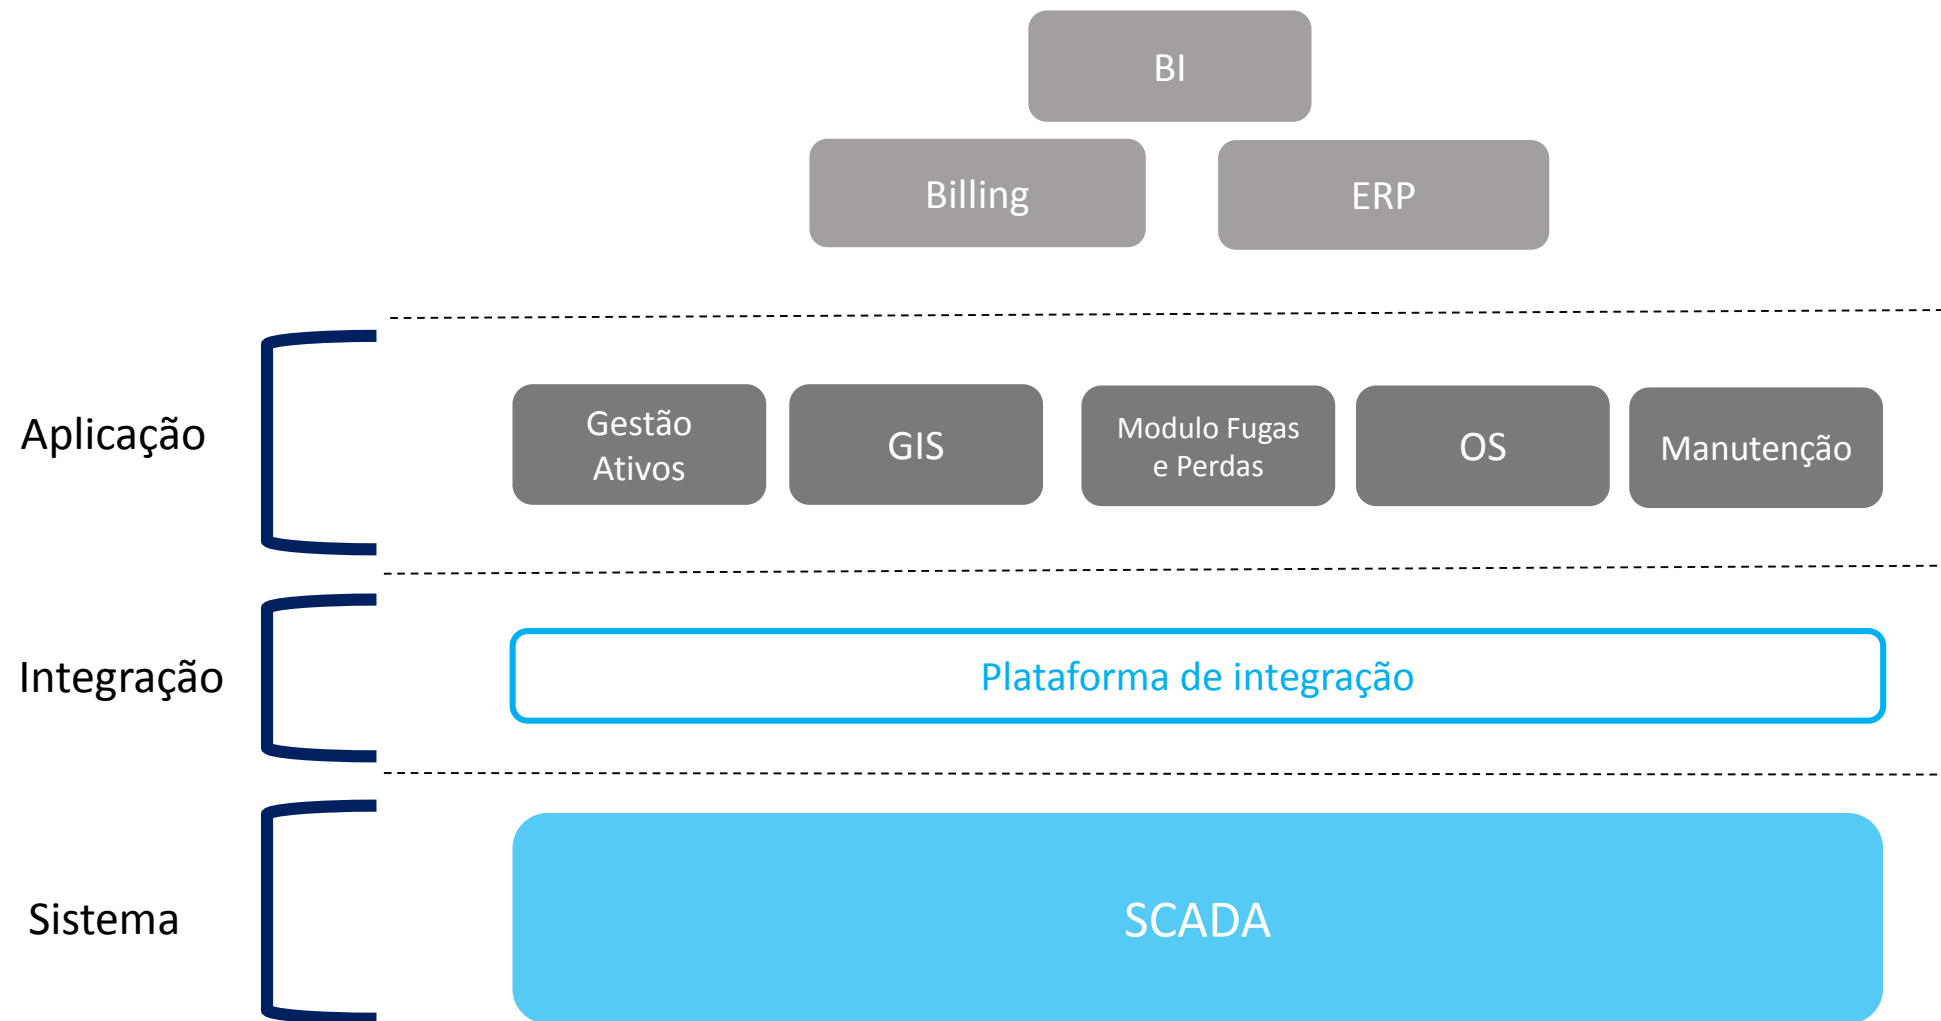 BI
Billing
ERP
Aplicação
Gestão
Ativos
GIS
Modulo Fugas
e Perdas
OS
Manutenção
Integração
Plataforma de integração
Sistema
SCADA